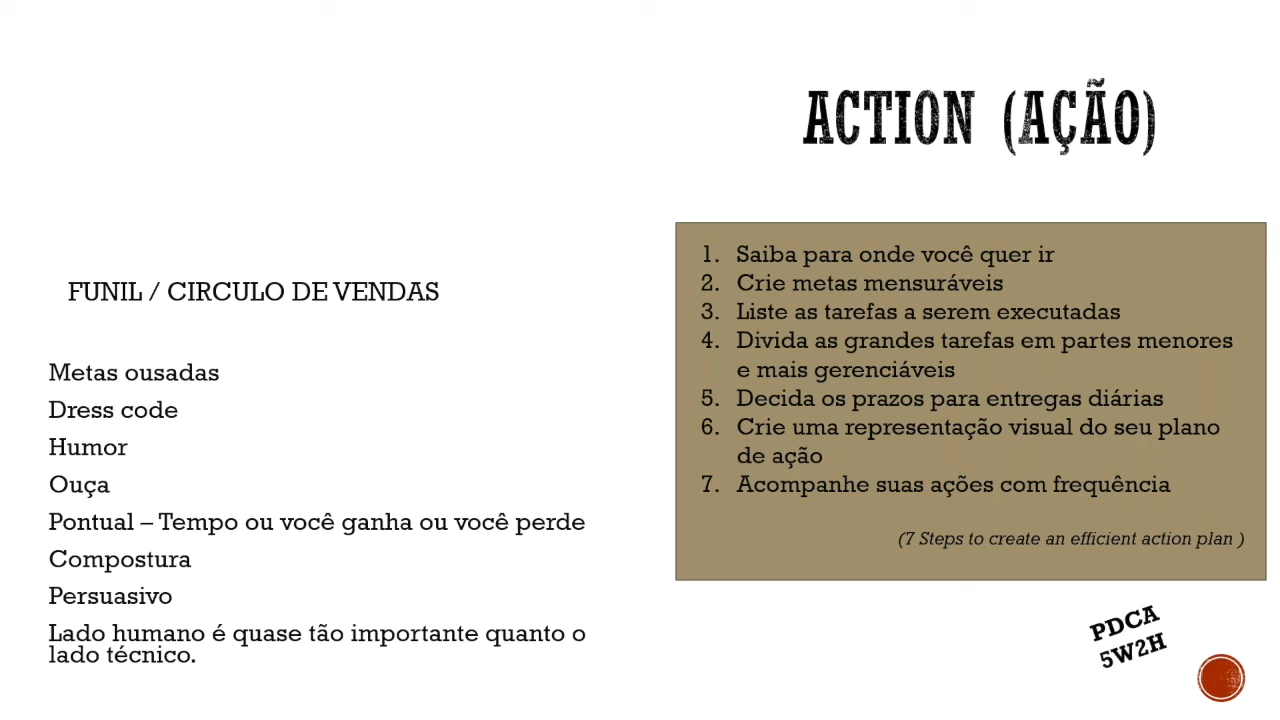 ACTION (AÇÃO)
FUNIL / CIRCULO DE VENDAS
Metas ousadas
Dress code
Humor
Ouça
Pontual – Tempo ou você ganha ou você perde
Compostura
Persuasivo
Lado humano é quase tão importante quanto o
lado técnico.
1. Saiba para onde você quer ir
2. Crie metas mensuráveis
3. Liste as tarefas a serem executadas
4. Divida as grandes tarefas em partes menores
e mais gerenciáveis
5. Decida os prazos para entregas diárias
6. Crie uma representação visual do seu plano
de ação
7. Acompanhe suas ações com frequência
(7 Steps to create an efficient action plan )
PDCA
5W2H